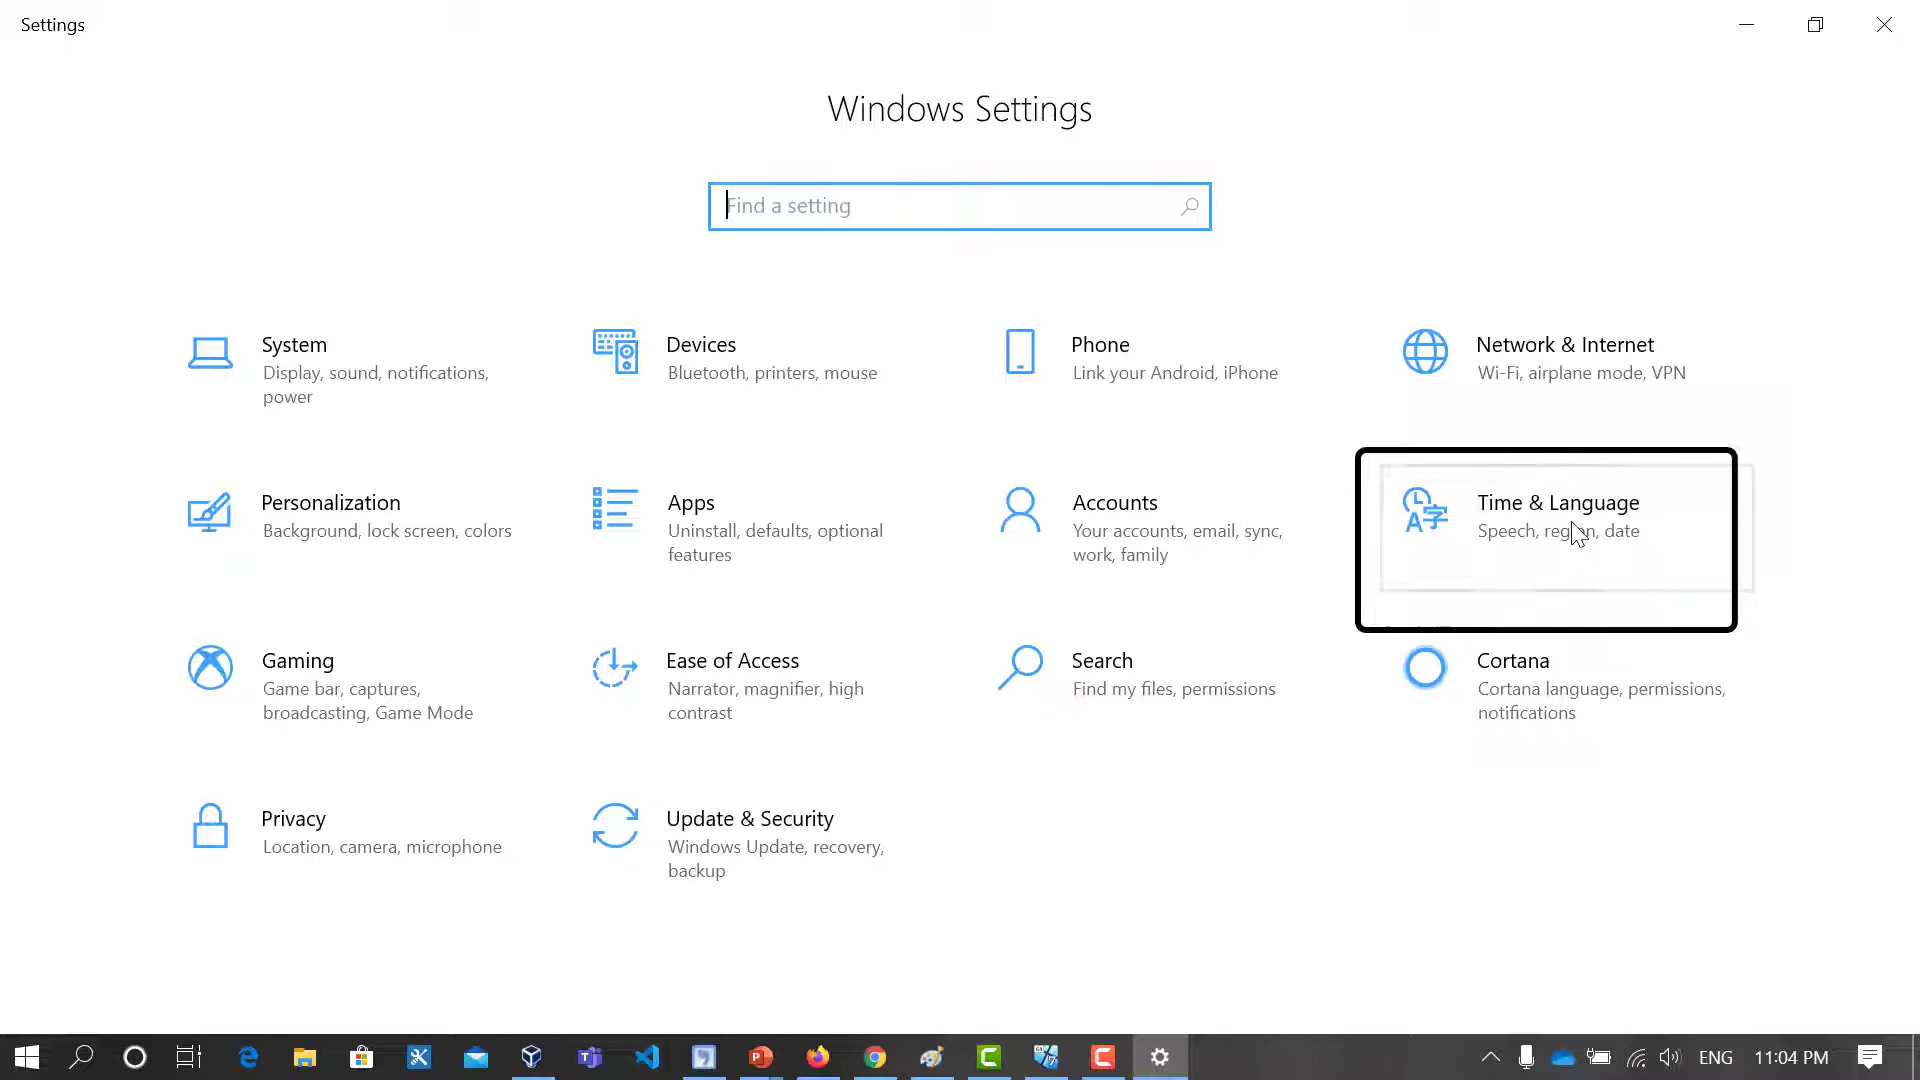 Settings
Windows Settings
Find a setting
System
Display, sound, notifications,
power
Devices
Bluetooth, printers, mouse
Phone
Link your Android, iPhone
Network & Internet
Wi-Fi, airplane mode, VPN
Personalization
Background, lock screen, colors
Apps
Uninstall, defaults, optional
features
Accounts
Your accounts, email, sync,
work, family
Time & Language
Speech, region, date
Gaming
Game bar, captures,
broadcasting, Game Mode
Ease of Access
Narrator, magnifier, high
contrast
Search
Find my files, permissions
Cortana
Cortana language, permissions,
notifications
Privacy
Location, camera, microphone
Update & Security
Windows Update, recovery,
backup
ENG
11:04 PM